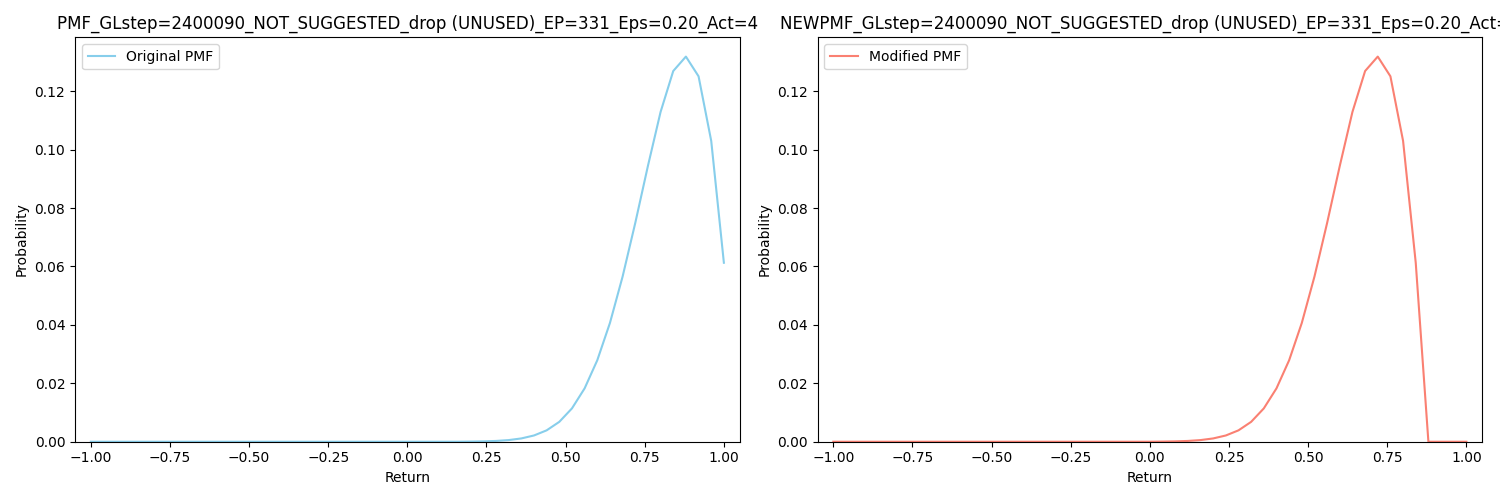 PMF_GLstep=2400090_NOT_SUGGESTED_drop (UNUSED)_EP=331_Eps=0.20_Act=4
Original PMF
Probability
0.12
0.10
0.08
0.06
0.04
0.02
0.00
−1.00 −0.75 −0.50 −0.25 0.00 0.25 0.50 0.75 1.00
Return
NEWPMF_GLstep=2400090_NOT_SUGGESTED_drop (UNUSED)_EP=331_Eps=0.20_Act=
Modified PMF
Probability
0.12
0.10
0.08
0.06
0.04
0.02
0.00
−1.00 −0.75 −0.50 −0.25 0.00 0.25 0.50 0.75 1.00
Return